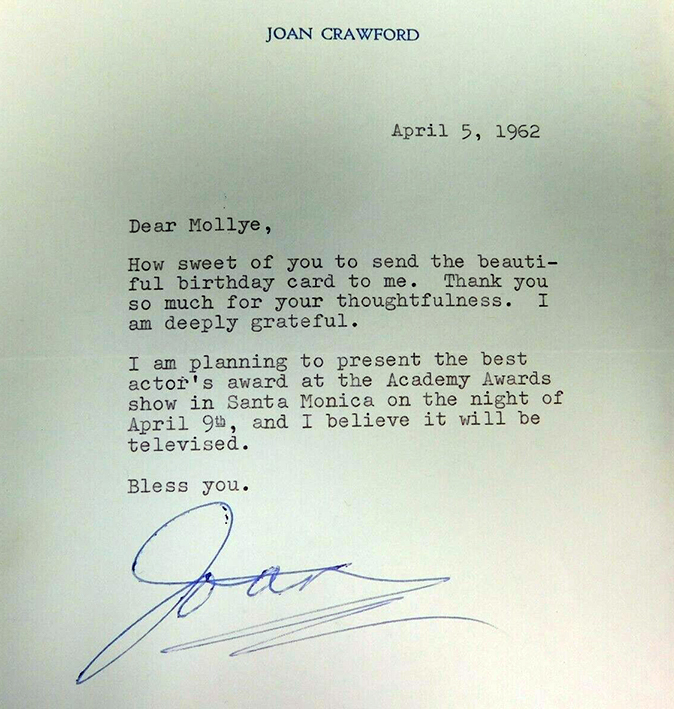 JOAN CRAWFORD
April 5, 1962
Dear Mollye,
How sweet of you to send the beauti-
ful birthday card to me. Thank you
so much for your thoughtfulness. I
am deeply grateful.
I am planning to present the best
actor's award at the Academy Awards
show in Santa Monica on the night of
April 9th, and I believe it will be
televised.
Bless you.
Joan